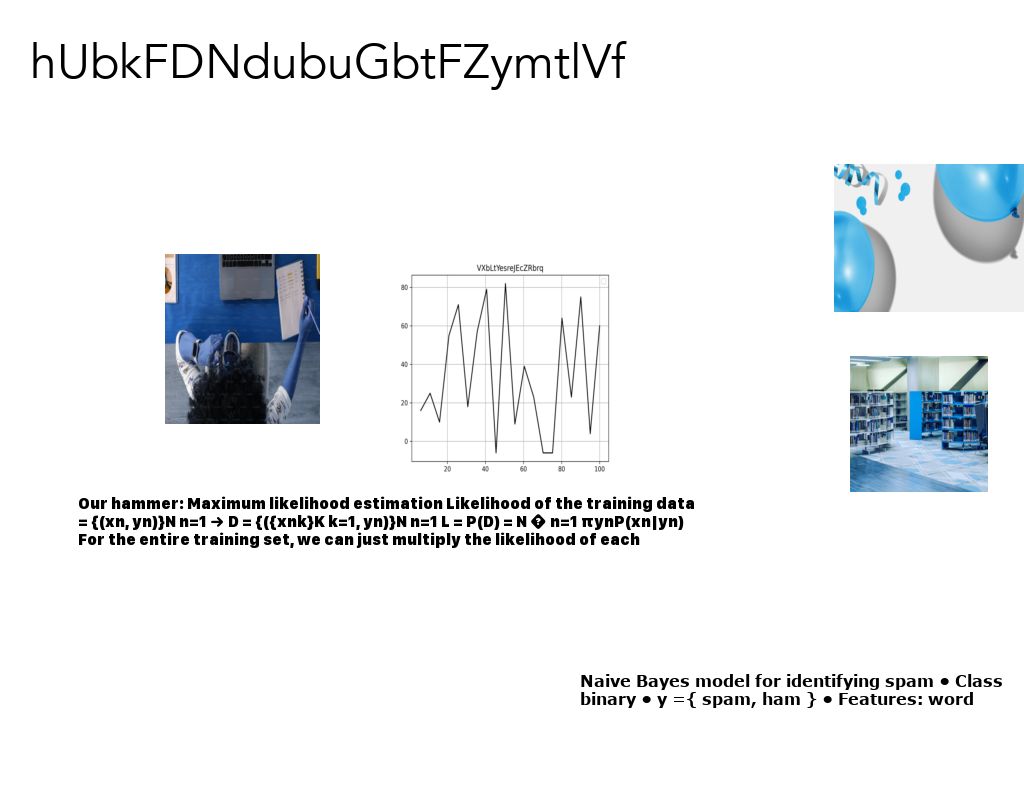 hUbkFDNdubuGbtFZymtlVf
VXbLtYesreJEcZRbrq
80
60
40
20
0
20 40 60 80 100
Our hammer: Maximum likelihood estimation Likelihood of the training data
= {(xn, yn)}N n=1 → D = {({xnk}K k=1, yn)}N n=1 L = P(D) = N � n=1 πynP(xn|yn)
For the entire training set, we can just multiply the likelihood of each
Naive Bayes model for identifying spam • Class
binary • y ={ spam, ham } • Features: word